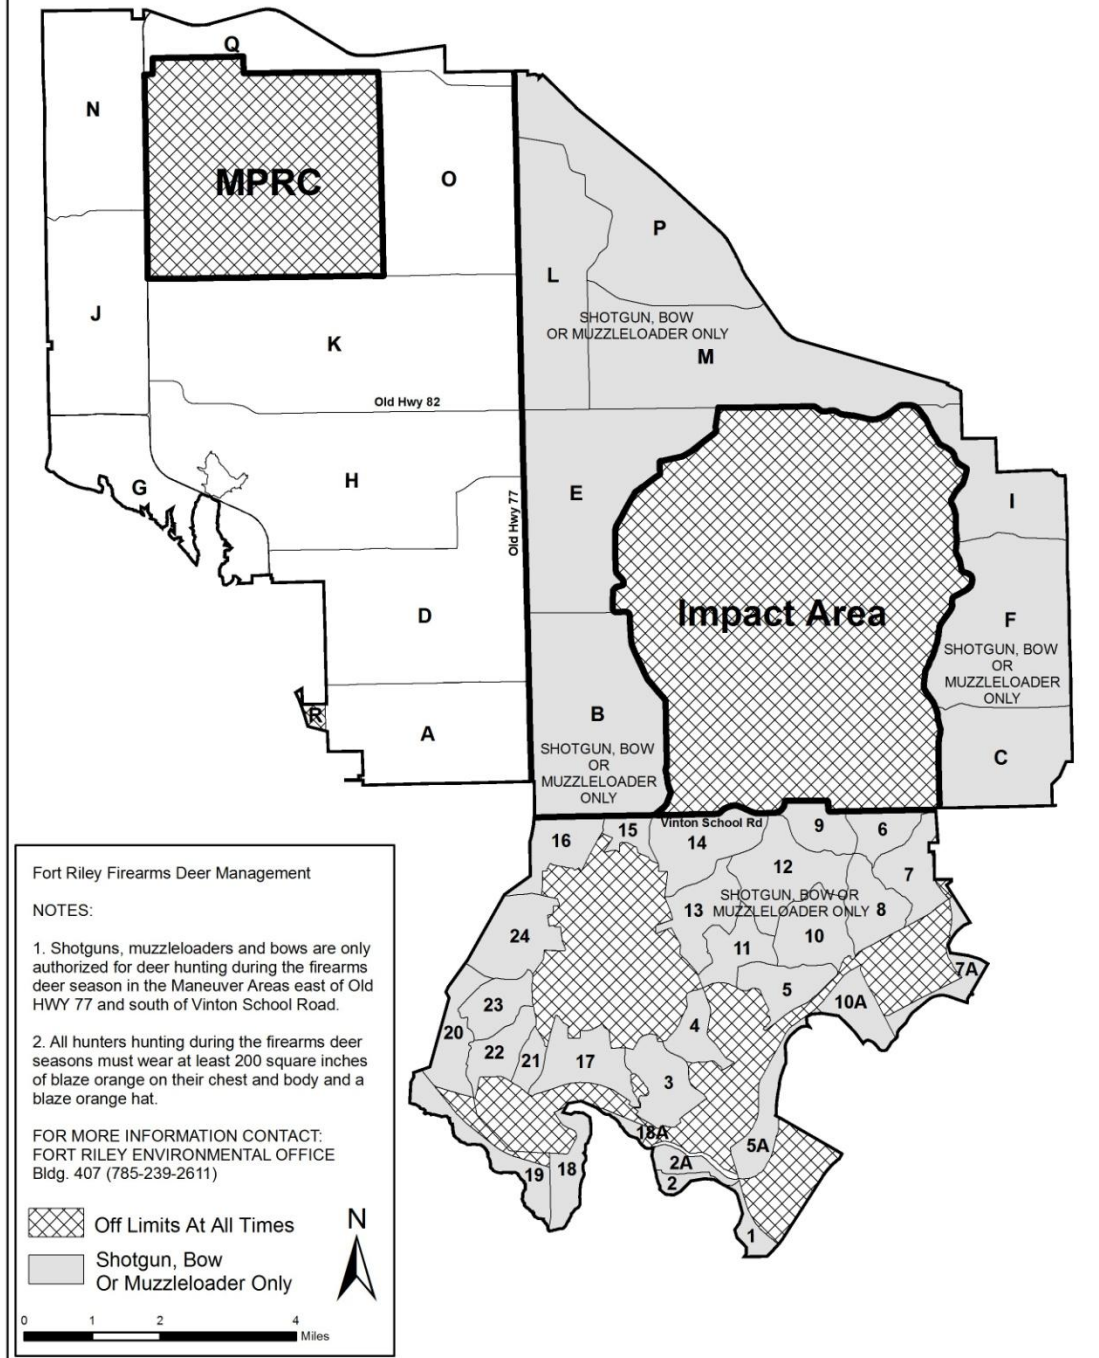 Q
N
MPRC
O
P
L
J
K
SHOTGUN, BOW
OR MUZZLELOADER ONLY
M
Old Hwy 82
G
H
Old Hwy 77
E
I
Impact Area
D
F
SHOTGUN, BOW
OR
MUZZLELOADER
ONLY
R
A
B
SHOTGUN, BOW
OR
MUZZLELOADER
ONLY
C
Vinton School Rd
16
15
14
9
6
12
7
SHOTGUN, BOW OR
MUZZLELOADER ONLY
13
8
24
11
10
7A
5
10A
23
20
4
22
21
17
3
18A
5A
2A
19
18
2
1
Fort Riley Firearms Deer Management
NOTES:
1. Shotguns, muzzleloaders and bows are only
authorized for deer hunting during the firearms
deer season in the Maneuver Areas east of Old
HWY 77 and south of Vinton School Road.
2. All hunters hunting during the firearms deer
seasons must wear at least 200 square inches
of blaze orange on their chest and body and a
blaze orange hat.
FOR MORE INFORMATION CONTACT:
FORT RILEY ENVIRONMENTAL OFFICE
Bldg. 407 (785-239-2611)
Off Limits At All Times
N
Shotgun, Bow
Or Muzzleloader Only
0 1 2 4
Miles